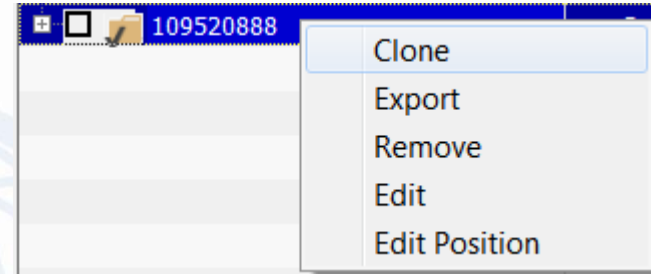 109520888
Clone
Export
Remove
Edit
Edit Position